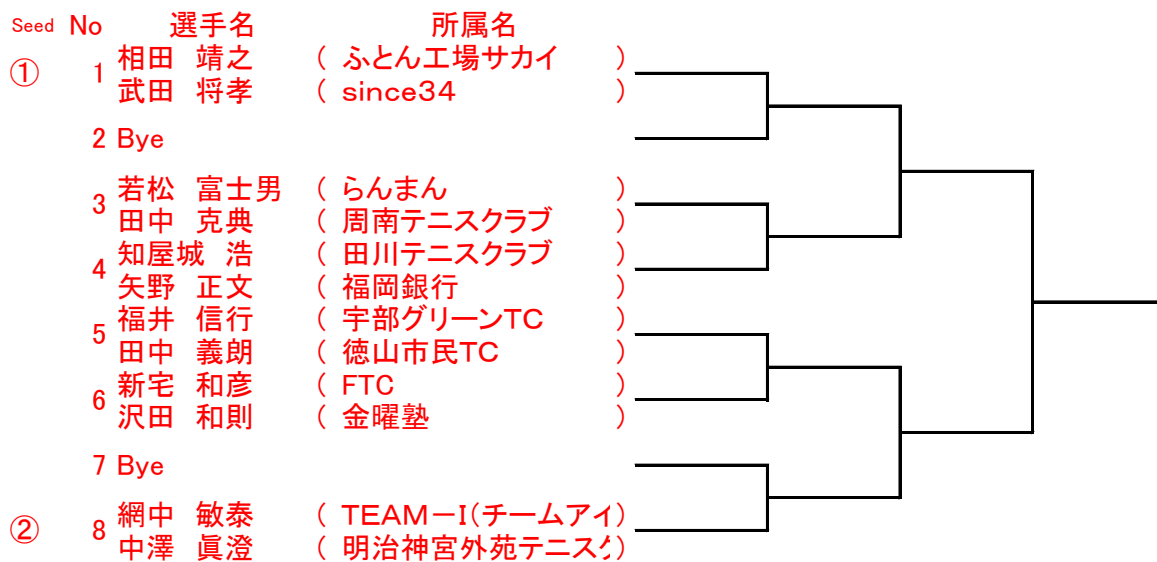 Seed No 選手名 所属名
① 1 相田 靖之 ( ふとん工場サカイ )
武田 将孝 ( since34 )
2 Bye
3 若松 富士男 ( らんまん )
田中 克典 ( 周南テニスクラブ )
4 知屋城 浩 ( 田川テニスクラブ )
矢野 正文 ( 福岡銀行 )
5 福井 信行 ( 宇部グリーンTC )
田中 義朗 ( 徳山市民TC )
6 新宅 和彦 ( FTC )
沢田 和則 ( 金曜塾 )
7 Bye
② 8 網中 敏泰 ( TEAM-I(チームアイ )
中澤 眞澄 ( 明治神宮外苑テニス )